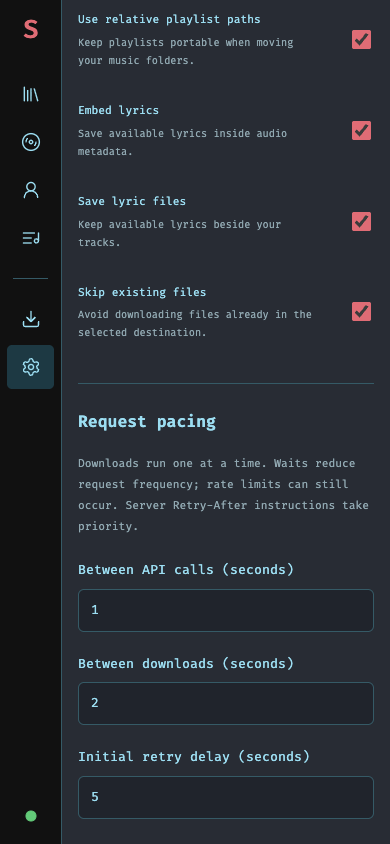 S
Use relative playlist paths
Keep playlists portable when moving
your music folders.
Embed lyrics
Save available lyrics inside audio
metadata.
Save lyric files
Keep available lyrics beside your
tracks.
Skip existing files
Avoid downloading files already in the
selected destination.
Request pacing
Downloads run one at a time. Waits reduce
request frequency; rate limits can still
occur. Server Retry-After instructions take
priority.
Between API calls (seconds)
1
Between downloads (seconds)
2
Initial retry delay (seconds)
5